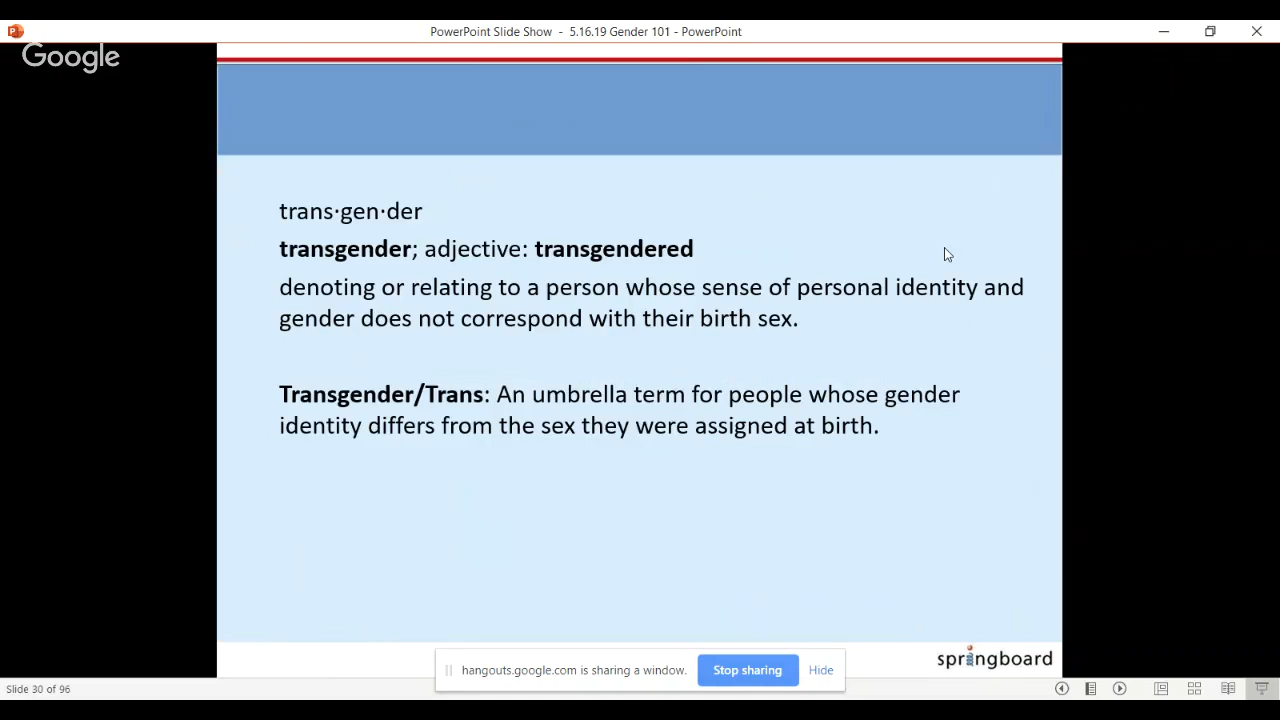 PowerPoint Slide Show - 5.16.19 Gender 101 - PowerPoint
Google
trans·gen·der
transgender; adjective: transgendered
denoting or relating to a person whose sense of personal identity and
gender does not correspond with their birth sex.
Transgender/Trans: An umbrella term for people whose gender
identity differs from the sex they were assigned at birth.
springboard
hangouts.google.com is sharing a window. Stop sharing Hide
Slide 30 of 96